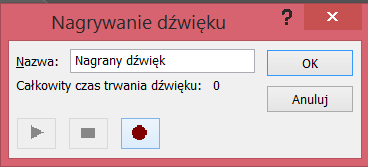 Nagrywanie dźwięku
? x
Nazwa: Nagrany dźwięk
OK
Całkowity czas trwania dźwięku: 0
Anuluj